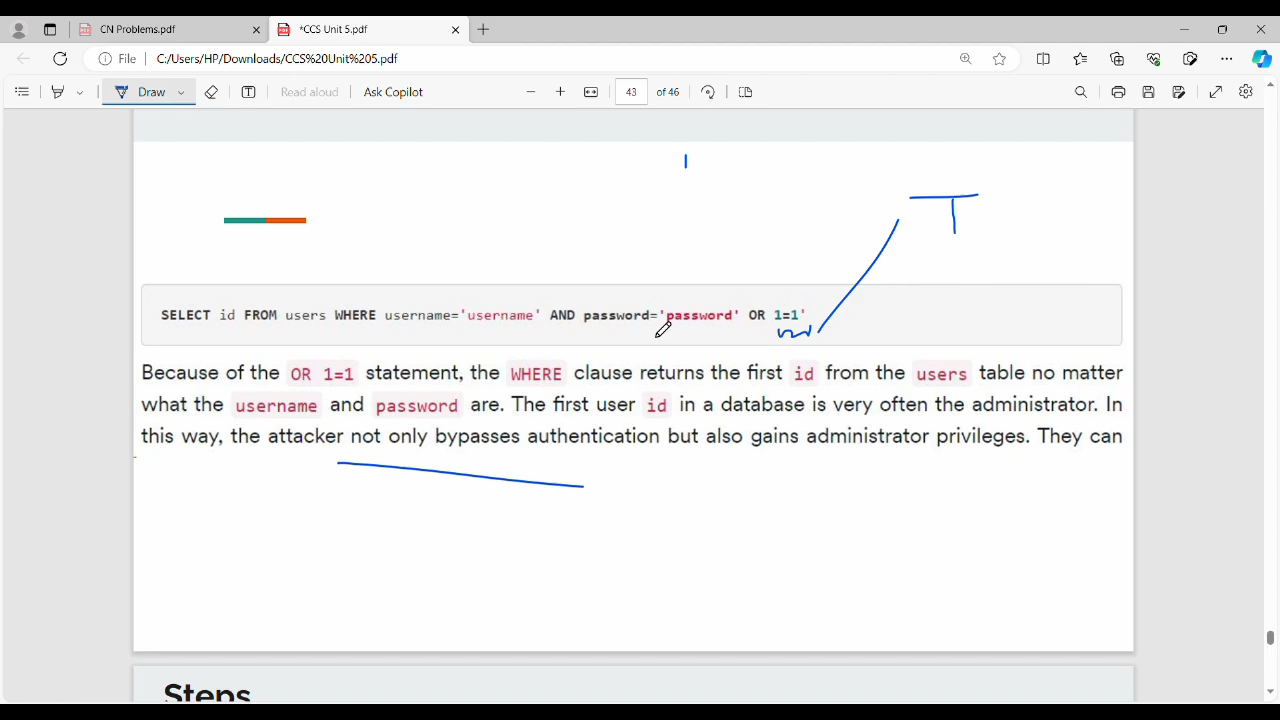 CN Problems.pdf
*CCS Unit 5.pdf
File
C:/Users/HP/Downloads/CCS%20Unit%205.pdf
Draw
Read aloud
Ask Copilot
43 of 46
T
SELECT id FROM users WHERE username='username' AND password='password' OR 1=1'
Because of the OR 1=1 statement, the WHERE clause returns the first id from the users table no matter
what the username and password are. The first user id in a database is very often the administrator. In
this way, the attacker not only bypasses authentication but also gains administrator privileges. They can
Steps